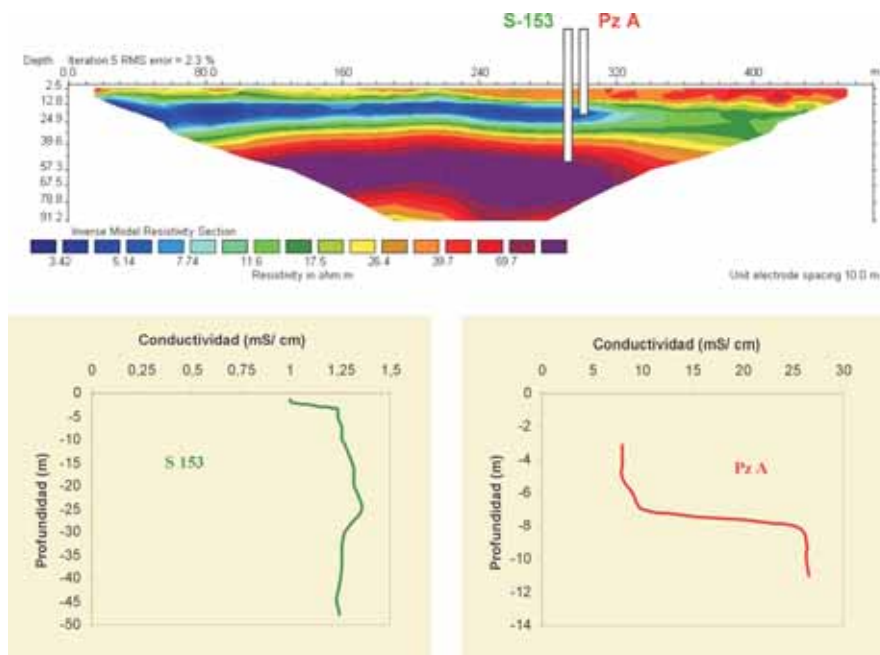 S-153 Pz A
Depth Iteration 5 RMS error = 2.3 %
0.0 80.0 160 240 320 400 m.
2.5
12.8
24.9
39.6
57.3
67.5
78.8
91.2
Inverse Model Resistivity Section
3.42 5.14 7.74 11.6 17.5 26.4 39.7 59.7
Resistivity in ohm.m
Unit electrode spacing 10.0 m.
Conductividad (mS/ cm)
0 0,25 0,5 0,75 1 1,25 1,5
0
-5
-10
-15
-20
-25
-30
-35
-40
-45
-50
Profundidad (m)
S 153
Conductividad (mS/ cm)
0 5 10 15 20 25 30
0
-2
-4
-6
-8
-10
-12
-14
Profundidad (m)
Pz A